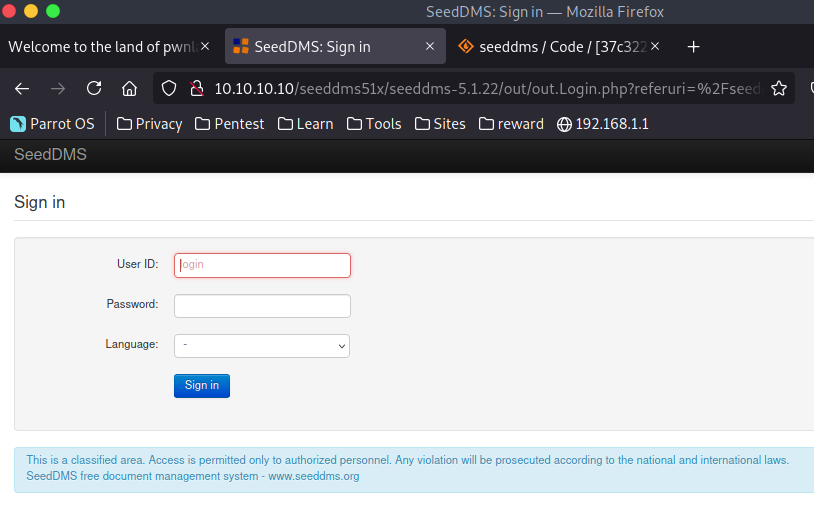 SeedDMS: Sign in — Mozilla Firefox
Welcome to the land of pwnl
SeedDMS: Sign in
seeddms / Code / [37c322
10.10.10.10/seeddms51x/seeddms-5.1.22/out/out.Login.php?referuri=%2Fseed
Parrot OS Privacy Pentest Learn Tools Sites reward 192.168.1.1
SeedDMS
Sign in
User ID: login
Password:
Language: -
Sign in
This is a classified area. Access is permitted only to authorized personnel. Any violation will be prosecuted according to the national and international laws.
SeedDMS free document management system - www.seeddms.org